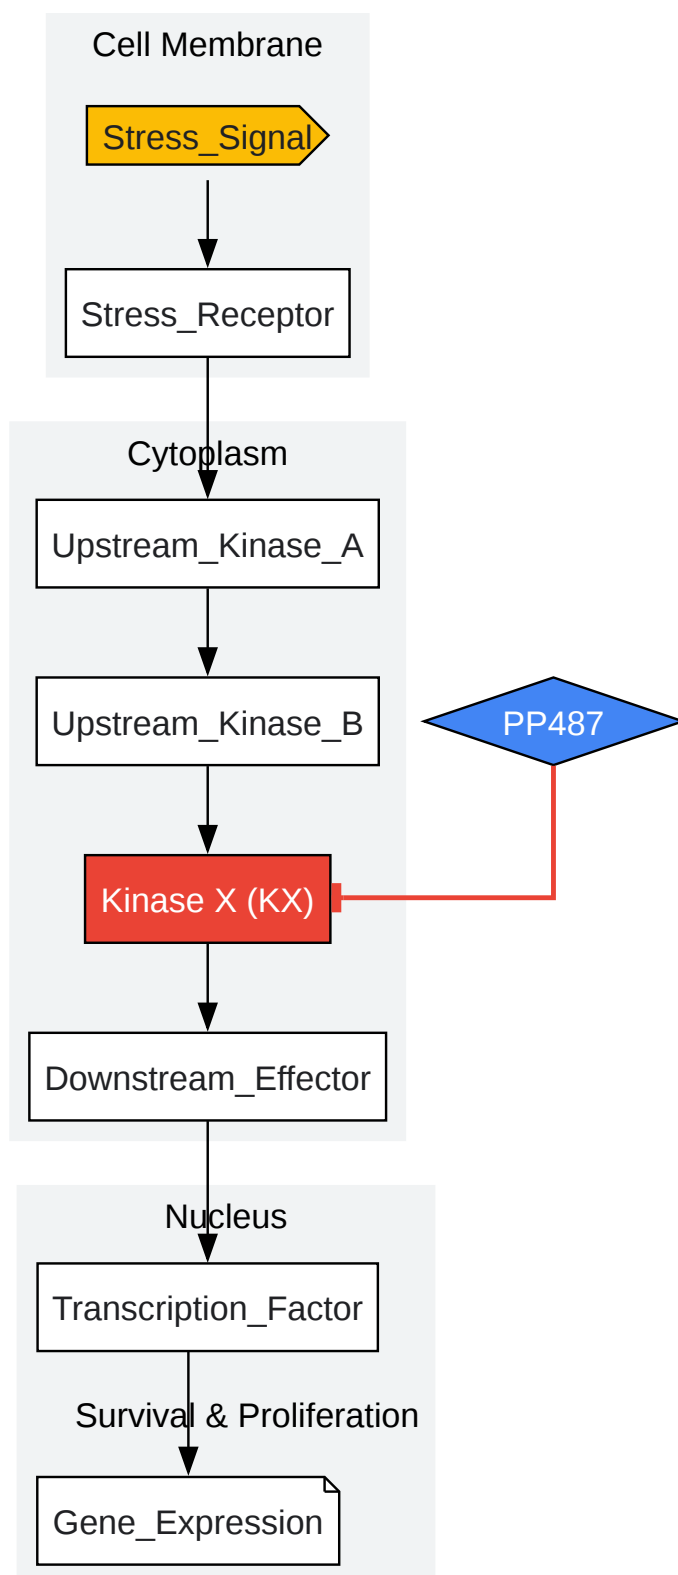 Cell Membrane
Stress_Signal
Stress_Receptor
Cytoplasm
Upstream_Kinase_A
Upstream_Kinase_B
PP487
Kinase X (KX)
Downstream_Effector
Nucleus
Transcription_Factor
Survival & Proliferation
Gene_Expression